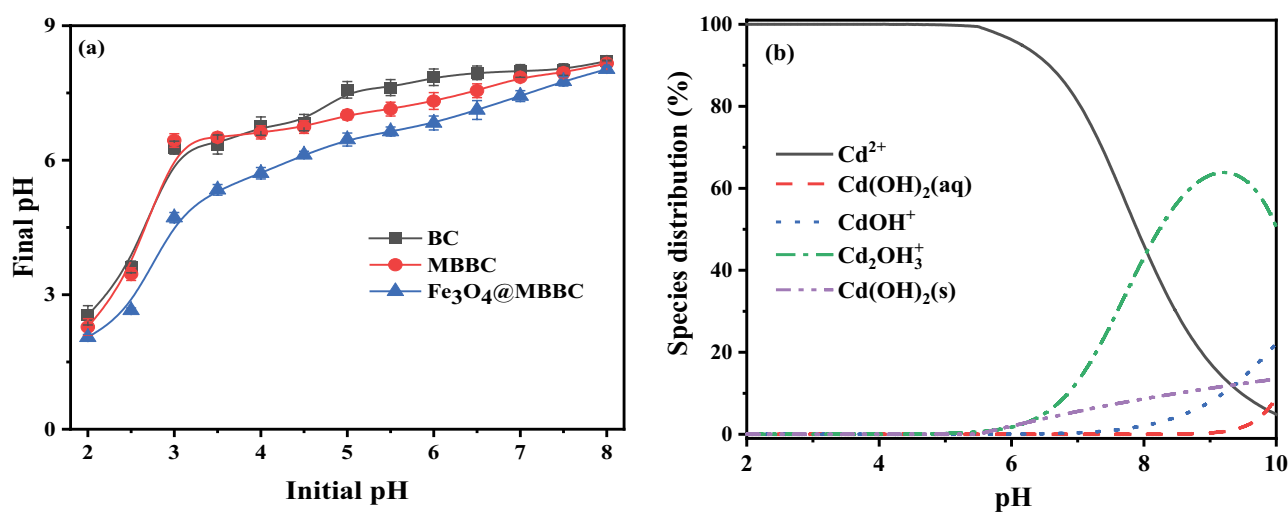 (a)
9
6
3
0
Final pH
BC
MBBC
Fe₃O₄@MBBC
2 3 4 5 6 7 8
Initial pH
(b)
100
80
60
40
20
0
Species distribution (%)
Cd²⁺
Cd(OH)₂(aq)
CdOH⁺
Cd₂OH₃⁺
Cd(OH)₂(s)
2 4 6 8 10
pH